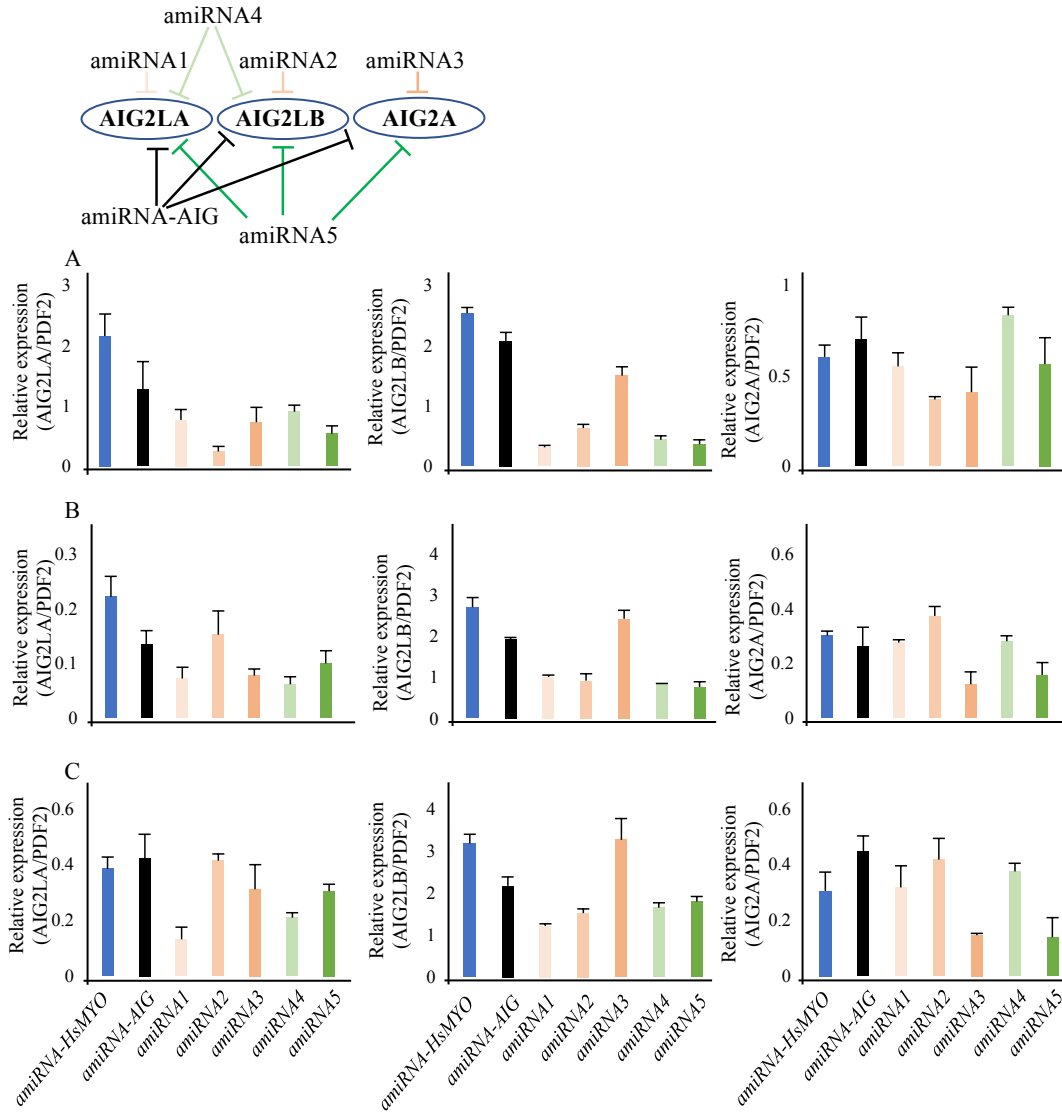 amiRNA4
amiRNA1 amiRNA2 amiRNA3
AIG2LA AIG2LB AIG2A
amiRNA-AIG
amiRNA5
A
Relative expression
(AIG2LA/PDF2)
3
2
1
0
Relative expression
(AIG2LB/PDF2)
3
2
1
0
Relative expression
(AIG2A/PDF2)
1
0.5
0
B
Relative expression
(AIG2LA/PDF2)
0.3
0.2
0.1
0
Relative expression
(AIG2LB/PDF2)
4
3
2
1
0
Relative expression
(AIG2A/PDF2)
0.6
0.4
0.2
0
C
Relative expression
(AIG2LA/PDF2)
0.6
0.4
0.2
0
Relative expression
(AIG2LB/PDF2)
4
3
2
1
0
Relative expression
(AIG2A/PDF2)
0.6
0.4
0.2
0
amiRNA-HsMYO
amiRNA-AIG
amiRNA1
amiRNA2
amiRNA3
amiRNA4
amiRNA5
amiRNA-HsMYO
amiRNA-AIG
amiRNA1
amiRNA2
amiRNA3
amiRNA4
amiRNA5
amiRNA-HsMYO
amiRNA-AIG
amiRNA1
amiRNA2
amiRNA3
amiRNA4
amiRNA5